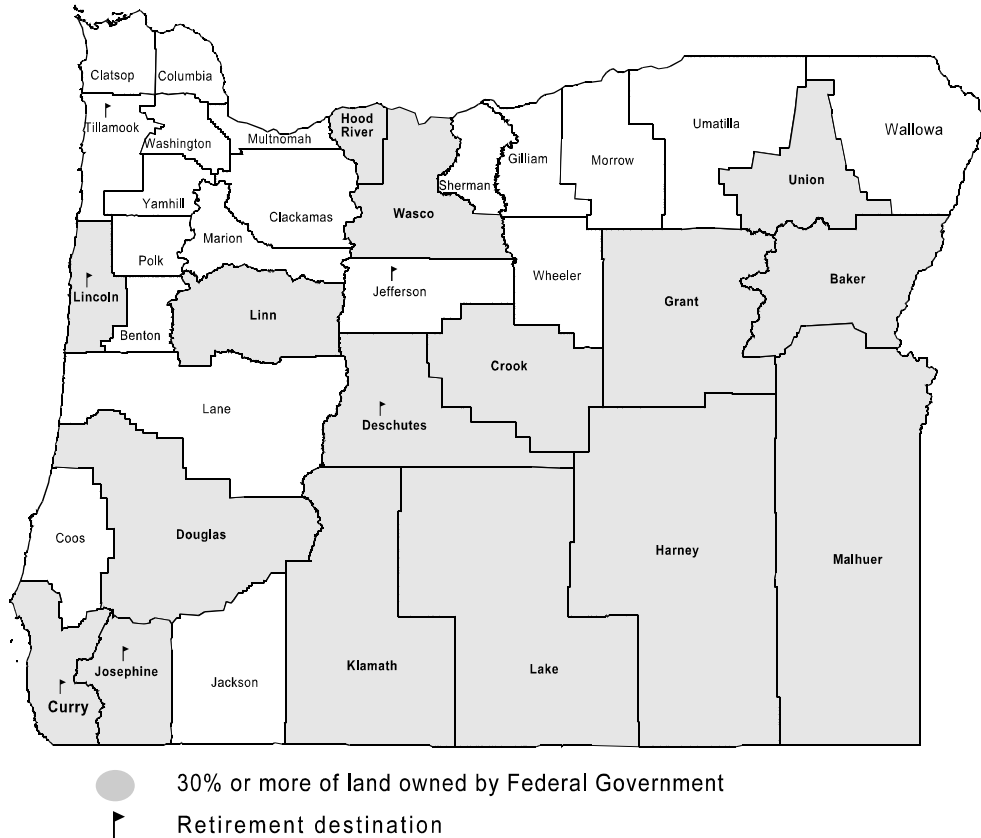 Clatsop
Columbia
Tillamook
Washington
Multnomah
Hood
River
Yamhill
Clackamas
Marion
Polk
Wasco
Sherman
Gilliam
Morrow
Umatilla
Union
Wallowa
Lincoln
Benton
Linn
Jefferson
Wheeler
Grant
Baker
Crook
Lane
Deschutes
Coos
Douglas
Harney
Malhuer
Curry
Josephine
Jackson
Klamath
Lake
30% or more of land owned by Federal Government
Retirement destination